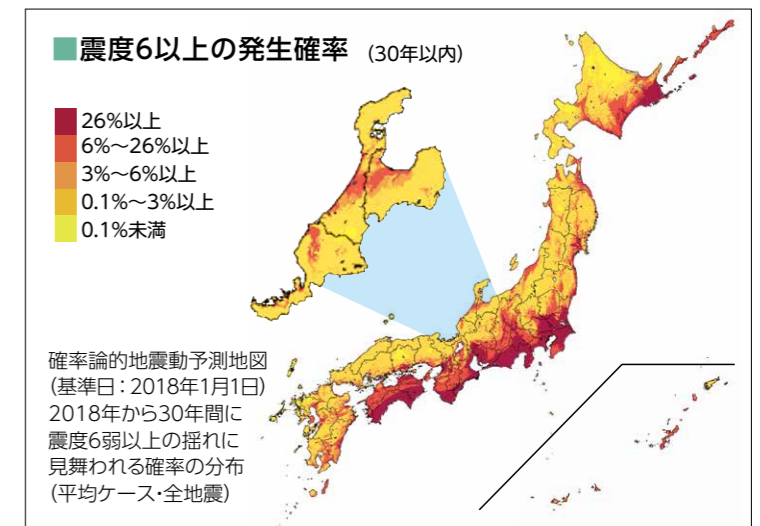 ■震度6以上の発生確率 (30年以内)
26%以上
6%〜26%以上
3%〜6%以上
0.1%〜3%以上
0.1%未満
確率論的地震動予測地図
(基準日：2018年1月1日)
2018年から30年間に
震度6弱以上の揺れに
見舞われる確率の分布
(平均ケース・全地震)